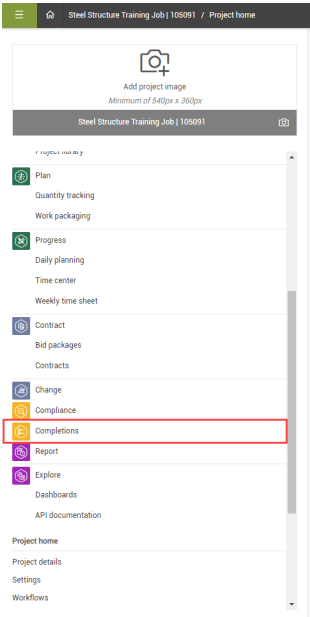 Steel Structure Training Job | 105091 / Project home
Add project image
Minimum of 540px x 360px
Steel Structure Training Job | 105091
Project library
Plan
Quantity tracking
Work packaging
Progress
Daily planning
Time center
Weekly time sheet
Contract
Bid packages
Contracts
Change
Compliance
Completions
Report
Explore
Dashboards
API documentation
Project home
Project details
Settings
Workflows